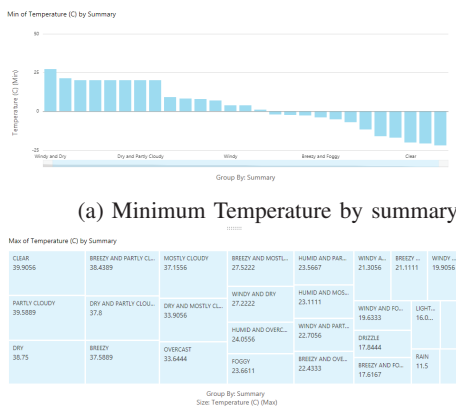 Min of Temperature (C) by Summary
50
25
0
-25
Temperature (C) (Min)
Windy and Dry
Dry and Partly Cloudy
Windy
Breezy and Foggy
Clear
Group By: Summary
(a) Minimum Temperature by summary
Max of Temperature (C) by Summary
CLEAR
39.9056
PARTLY CLOUDY
39.5889
DRY
38.75
BREEZY AND PARTLY CL...
38.4389
DRY AND PARTLY CLOU...
37.8
BREEZY
37.5889
MOSTLY CLOUDY
37.1556
DRY AND MOSTLY CL...
33.9056
OVERCAST
33.6444
BREEZY AND MOSTL...
27.5222
WINDY AND DRY
27.2222
HUMID AND OVERC...
24.0556
FOGGY
23.6611
HUMID AND PAR...
23.5667
HUMID AND MOS...
23.1111
WINDY AND PART...
22.7056
BREEZY AND OVE...
22.4333
WINDY A...
21.3056
BREEZY ...
21.1111
WINDY
19.9056
WINDY AND FO...
19.6333
DRIZZLE
17.8444
BREEZY AND FO...
17.6167
LIGHT...
16.0...
RAIN
11.5
Group By: Summary
Size: Temperature (C) (Max)